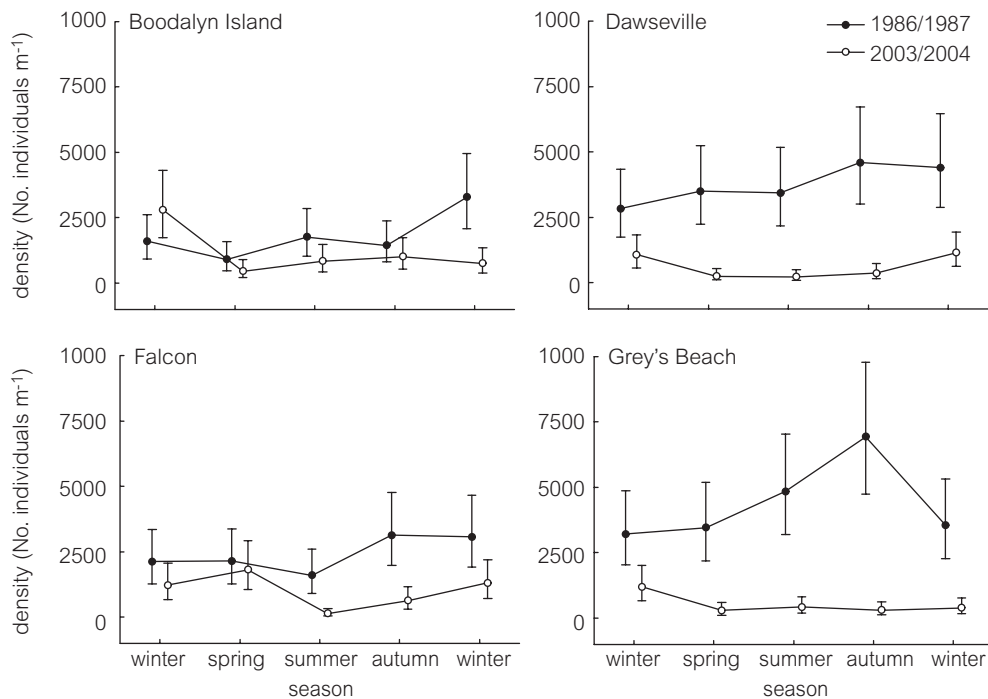 Boodalyn Island
1000
7500
5000
2500
0
density (No. individuals m-1)
Dawseville
1986/1987
2003/2004
1000
7500
5000
2500
0
Falcon
1000
7500
5000
2500
0
density (No. individuals m-1)
winter spring summer autumn winter
season
Grey's Beach
1000
7500
5000
2500
0
winter spring summer autumn winter
season